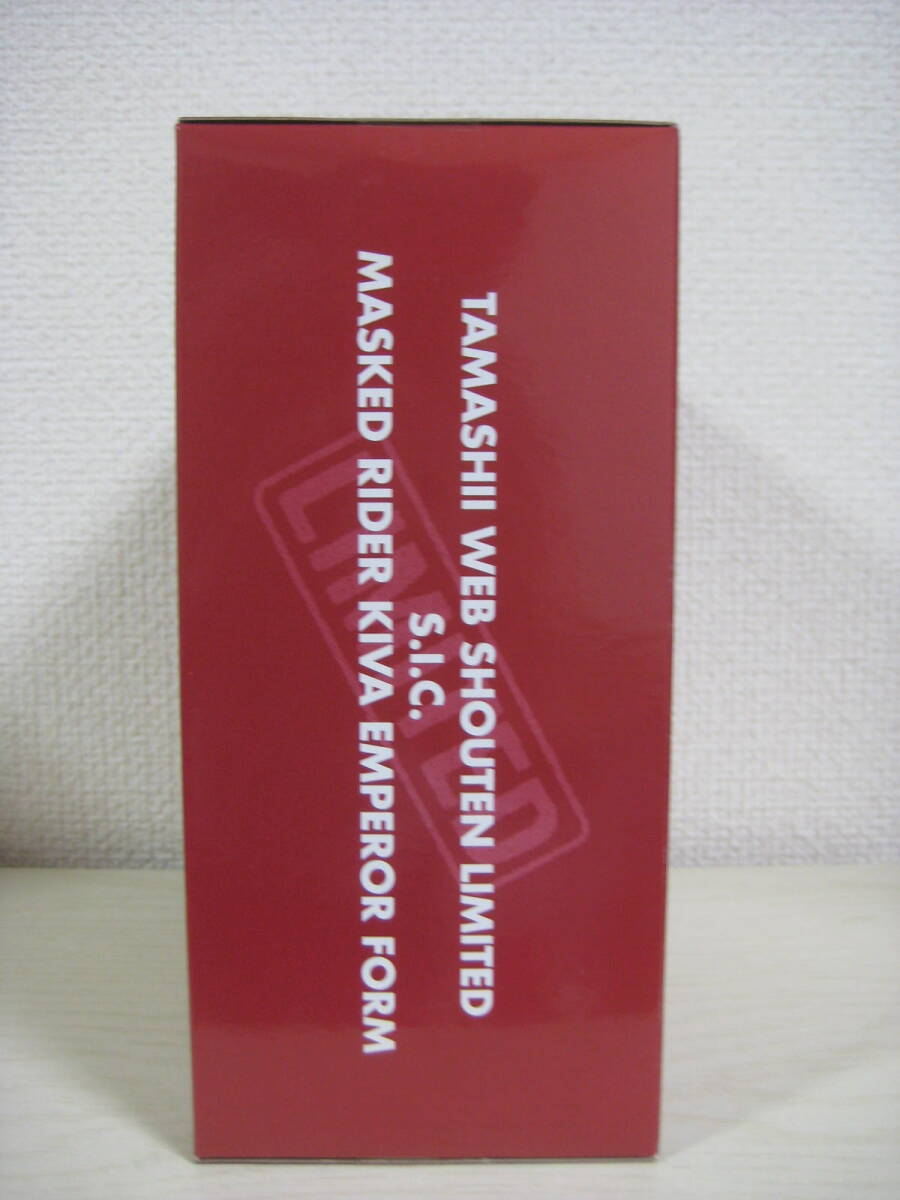 TAMASHII WEB SHOUTEN LIMITED
S.I.C.
MASKED RIDER KIVA EMPEROR FORM
LIMITED